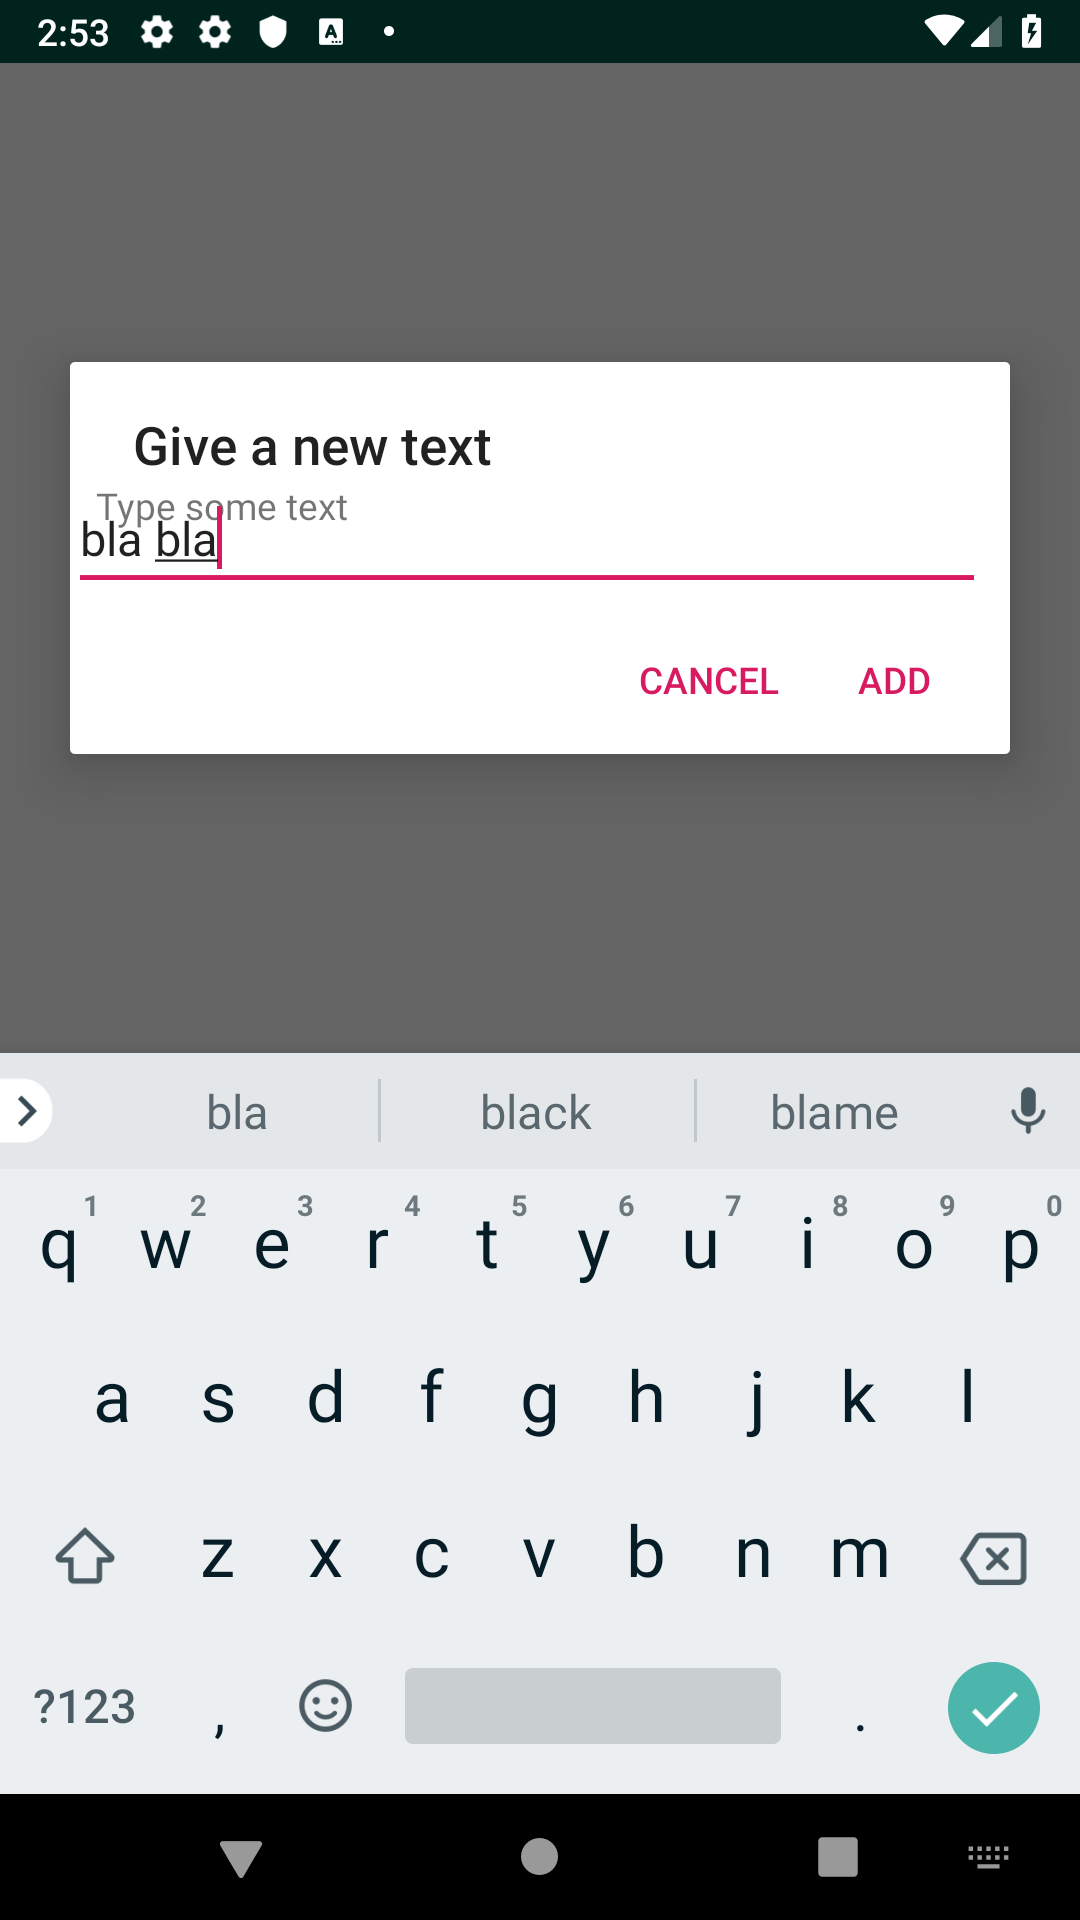 2:53
Give a new text
Type some text
bla bla
CANCEL ADD
bla black blame
1 2 3 4 5 6 7 8 9 0
q w e r t y u i o p
a s d f g h j k l
z x c v b n m
?123 , .